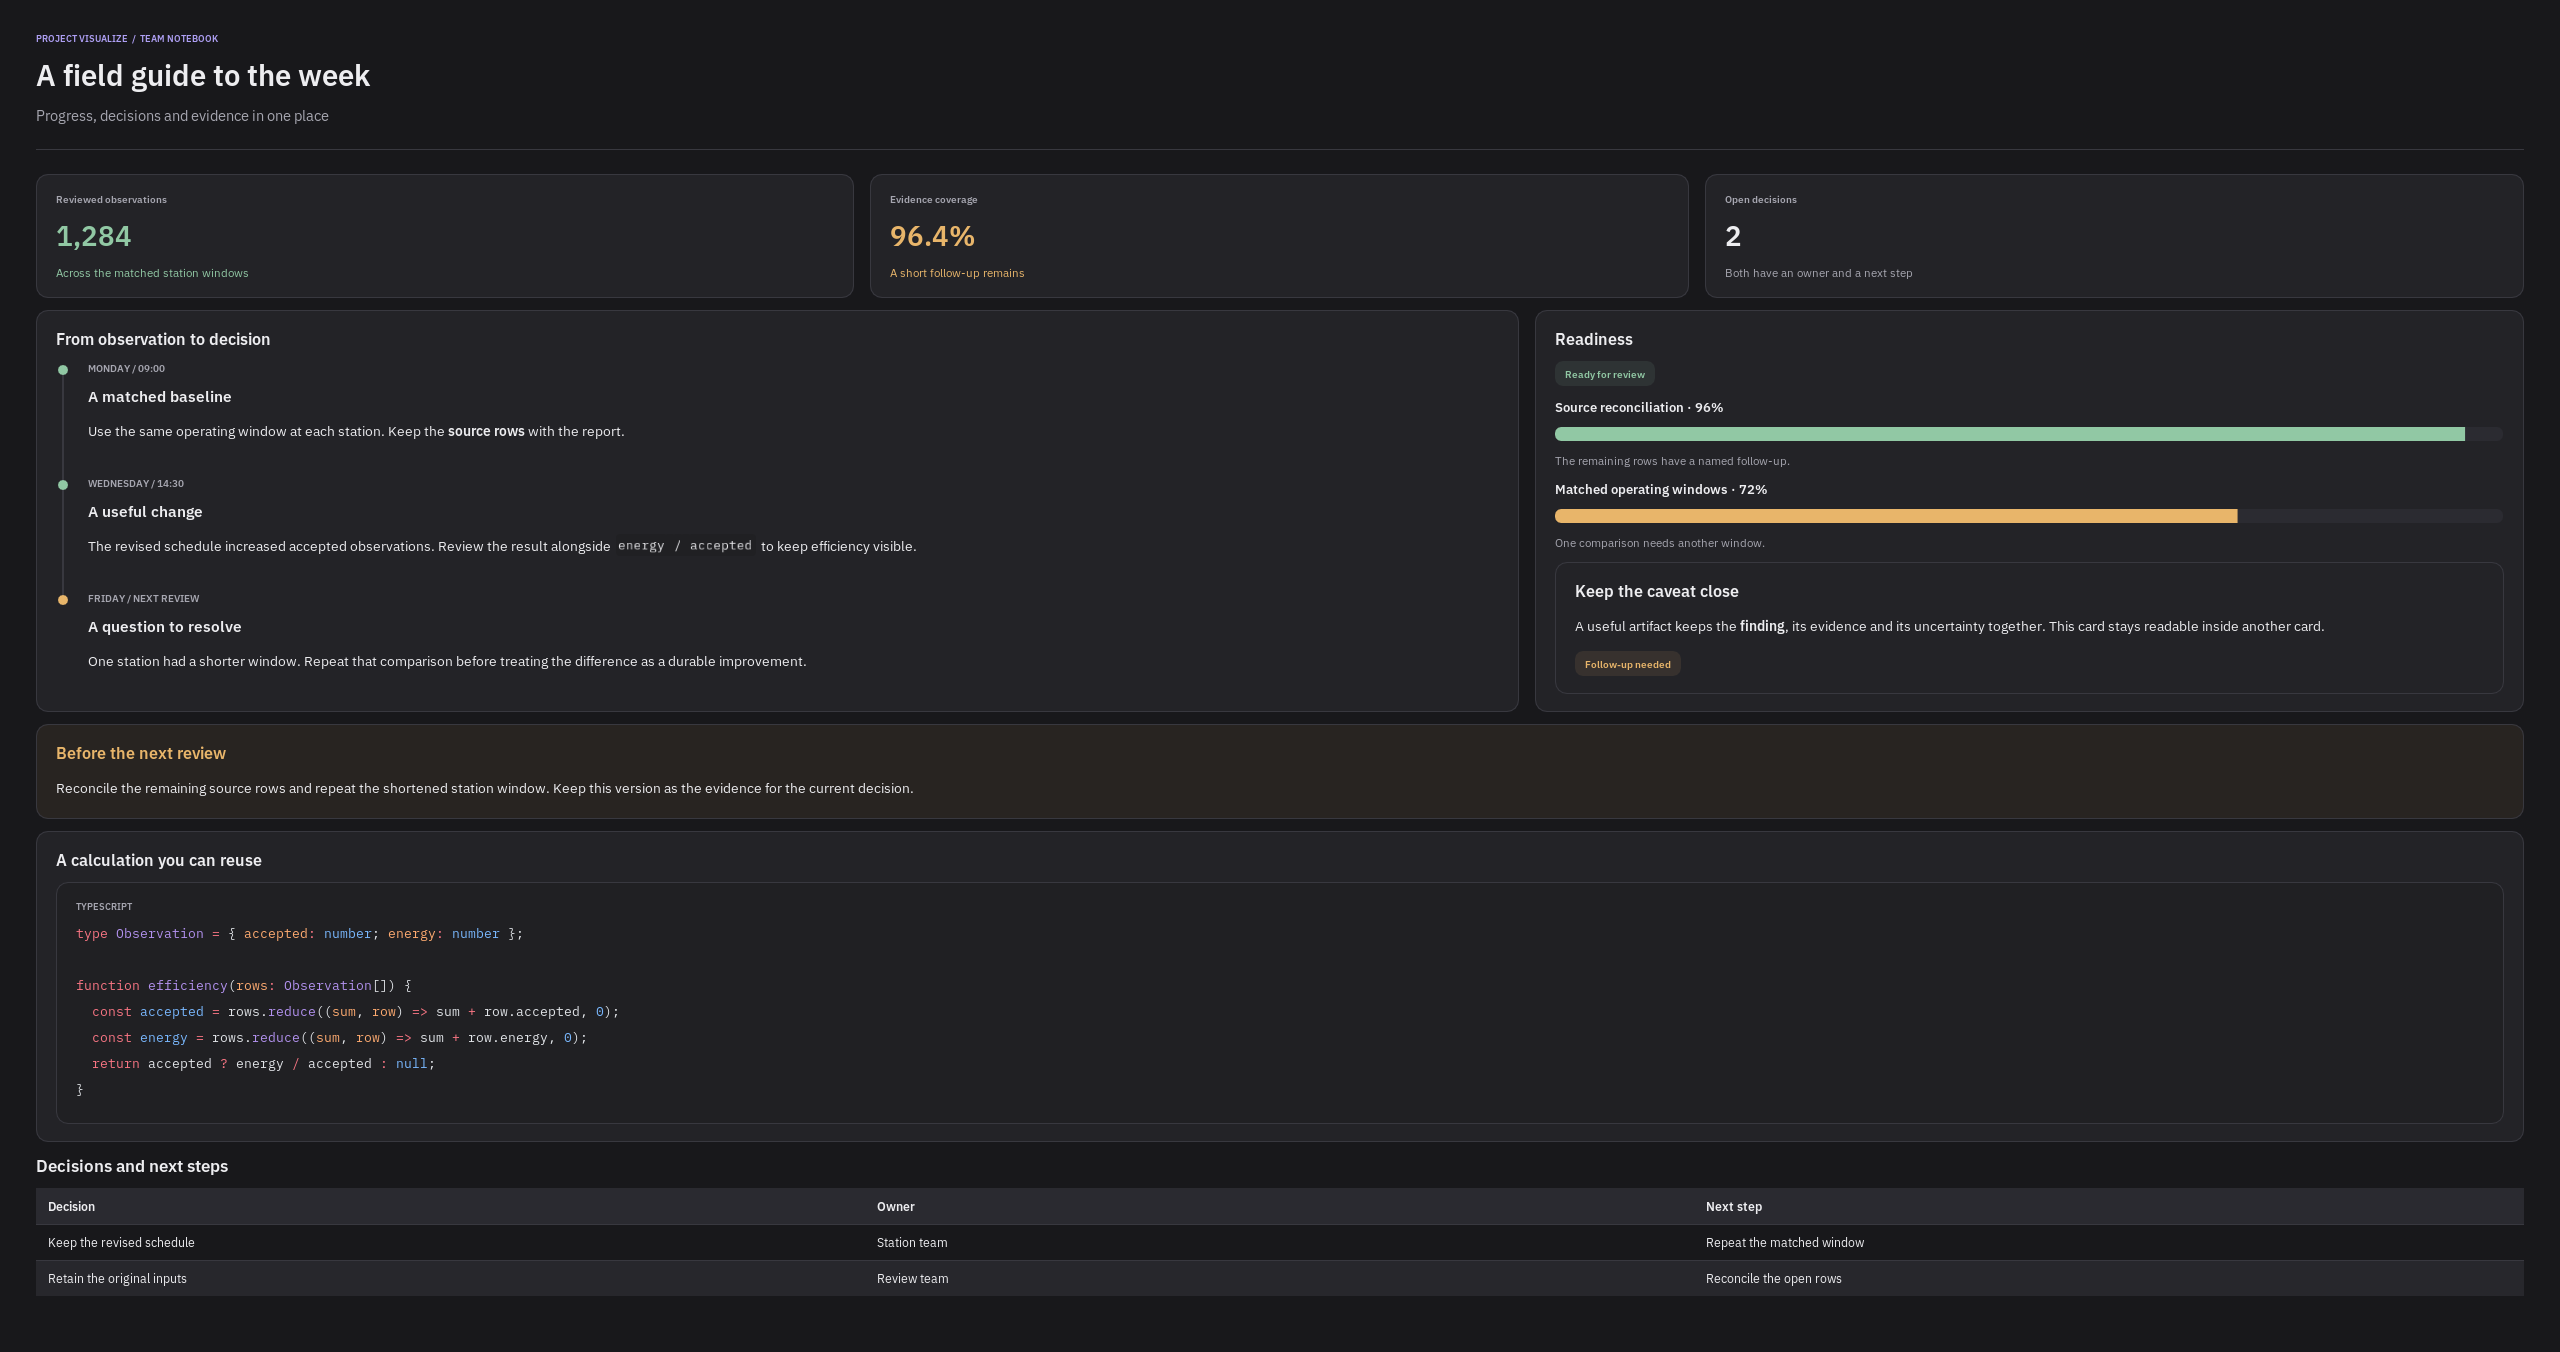 PROJECT VISUALIZE / TEAM NOTEBOOK
A field guide to the week
Progress, decisions and evidence in one place
Reviewed observations
1,284
Across the matched station windows
Evidence coverage
96.4%
A short follow-up remains
Open decisions
2
Both have an owner and a next step
From observation to decision
MONDAY / 09:00
A matched baseline
Use the same operating window at each station. Keep the source rows with the report.
WEDNESDAY / 14:30
A useful change
The revised schedule increased accepted observations. Review the result alongside energy / accepted to keep efficiency visible.
FRIDAY / NEXT REVIEW
A question to resolve
One station had a shorter window. Repeat that comparison before treating the difference as a durable improvement.
Readiness
Ready for review
Source reconciliation · 96%
The remaining rows have a named follow-up.
Matched operating windows · 72%
One comparison needs another window.
Keep the caveat close
A useful artifact keeps the finding, its evidence and its uncertainty together. This card stays readable inside another card.
Follow-up needed
Before the next review
Reconcile the remaining source rows and repeat the shortened station window. Keep this version as the evidence for the current decision.
A calculation you can reuse
TYPESCRIPT
type Observation = { accepted: number; energy: number };
function efficiency(rows: Observation[]) {
  const accepted = rows.reduce((sum, row) => sum + row.accepted, 0);
  const energy = rows.reduce((sum, row) => sum + row.energy, 0);
  return accepted ? energy / accepted : null;
}
Decisions and next steps
Decision Owner Next step
Keep the revised schedule Station team Repeat the matched window
Retain the original inputs Review team Reconcile the open rows